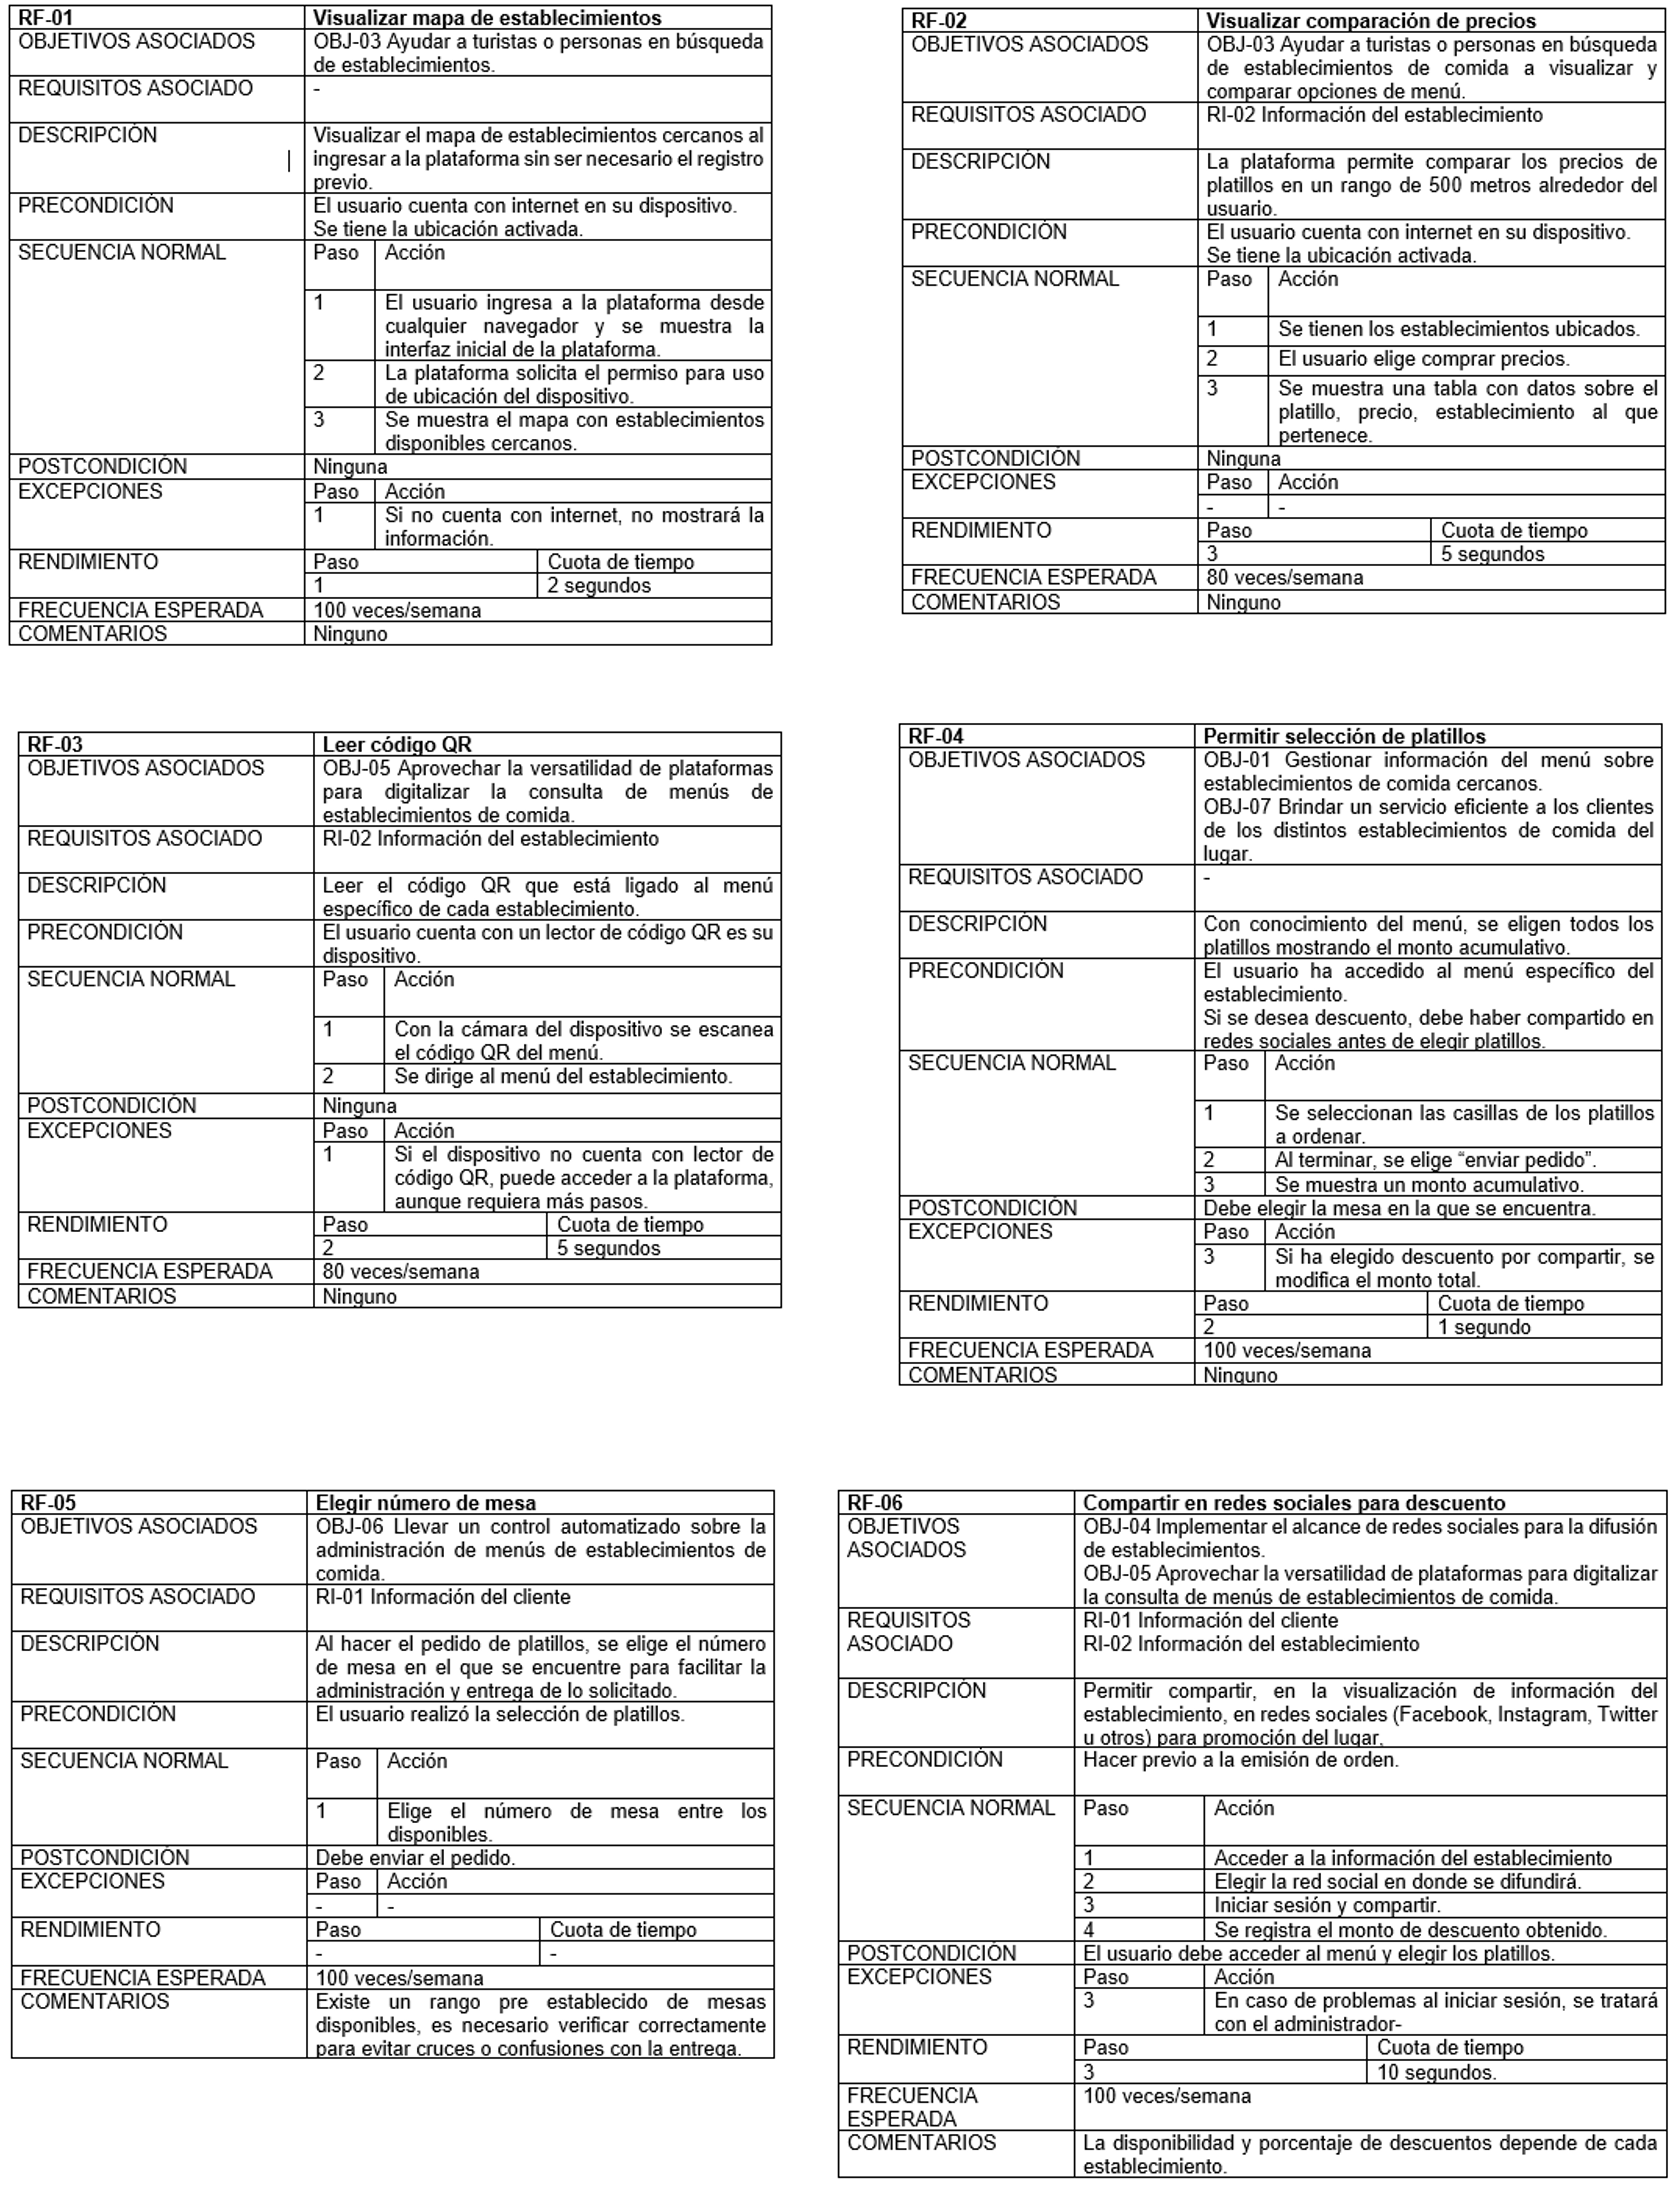 RF-01 Visualizar mapa de establecimientos
OBJETIVOS ASOCIADOS OBJ-03 Ayudar a turistas o personas en búsqueda
de establecimientos.
REQUISITOS ASOCIADO -
DESCRIPCIÓN Visualizar el mapa de establecimientos cercanos al
ingresar a la plataforma sin ser necesario el registro
previo.
PRECONDICIÓN El usuario cuenta con internet en su dispositivo.
Se tiene la ubicación activada.
SECUENCIA NORMAL Paso Acción
1 El usuario ingresa a la plataforma desde
cualquier navegador y se muestra la
interfaz inicial de la plataforma.
2 La plataforma solicita el permiso para uso
de ubicación del dispositivo.
3 Se muestra el mapa con establecimientos
disponibles cercanos.
POSTCONDICIÓN Ninguna
EXCEPCIONES Paso Acción
1 Si no cuenta con internet, no mostrará la
información.
RENDIMIENTO Paso Cuota de tiempo
1 2 segundos
FRECUENCIA ESPERADA 100 veces/semana
COMENTARIOS Ninguno
RF-02 Visualizar comparación de precios
OBJETIVOS ASOCIADOS OBJ-03 Ayudar a turistas o personas en búsqueda
de establecimientos de comida a visualizar y
comparar opciones de menú.
REQUISITOS ASOCIADO RI-02 Información del establecimiento
DESCRIPCIÓN La plataforma permite comparar los precios de
platillos en un rango de 500 metros alrededor del
usuario.
PRECONDICIÓN El usuario cuenta con internet en su dispositivo.
Se tiene la ubicación activada.
SECUENCIA NORMAL Paso Acción
1 Se tienen los establecimientos ubicados.
2 El usuario elige comprar precios.
3 Se muestra una tabla con datos sobre el
platillo, precio, establecimiento al que
pertenece.
POSTCONDICIÓN Ninguna
EXCEPCIONES Paso Acción
- -
RENDIMIENTO Paso Cuota de tiempo
3 5 segundos
FRECUENCIA ESPERADA 80 veces/semana
COMENTARIOS Ninguno
RF-03 Leer código QR
OBJETIVOS ASOCIADOS OBJ-05 Aprovechar la versatilidad de plataformas
para digitalizar la consulta de menús de
establecimientos de comida.
REQUISITOS ASOCIADO RI-02 Información del establecimiento
DESCRIPCIÓN Leer el código QR que está ligado al menú
específico de cada establecimiento.
PRECONDICIÓN El usuario cuenta con un lector de código QR es su
dispositivo.
SECUENCIA NORMAL Paso Acción
1 Con la cámara del dispositivo se escanea
el código QR del menú.
2 Se dirige al menú del establecimiento.
POSTCONDICIÓN Ninguna
EXCEPCIONES Paso Acción
1 Si el dispositivo no cuenta con lector de
código QR, puede acceder a la plataforma,
aunque requiera más pasos.
RENDIMIENTO Paso Cuota de tiempo
2 5 segundos
FRECUENCIA ESPERADA 80 veces/semana
COMENTARIOS Ninguno
RF-04 Permitir selección de platillos
OBJETIVOS ASOCIADOS OBJ-01 Gestionar información del menú sobre
establecimientos de comida cercanos.
OBJ-07 Brindar un servicio eficiente a los clientes
de los distintos establecimientos de comida del
lugar.
REQUISITOS ASOCIADO -
DESCRIPCIÓN Con conocimiento del menú, se eligen todos los
platillos mostrando el monto acumulativo.
PRECONDICIÓN El usuario ha accedido al menú específico del
establecimiento.
Si se desea descuento, debe haber compartido en
redes sociales antes de elegir platillos.
SECUENCIA NORMAL Paso Acción
1 Se seleccionan las casillas de los platillos
a ordenar.
2 Al terminar, se elige “enviar pedido”.
3 Se muestra un monto acumulativo.
POSTCONDICIÓN Debe elegir la mesa en la que se encuentra.
EXCEPCIONES Paso Acción
3 Si ha elegido descuento por compartir, se
modifica el monto total.
RENDIMIENTO Paso Cuota de tiempo
2 1 segundo
FRECUENCIA ESPERADA 100 veces/semana
COMENTARIOS Ninguno
RF-05 Elegir número de mesa
OBJETIVOS ASOCIADOS OBJ-06 Llevar un control automatizado sobre la
administración de menús de establecimientos de
comida.
REQUISITOS ASOCIADO RI-01 Información del cliente
DESCRIPCIÓN Al hacer el pedido de platillos, se elige el número
de mesa en el que se encuentre para facilitar la
administración y entrega de lo solicitado.
PRECONDICIÓN El usuario realizó la selección de platillos.
SECUENCIA NORMAL Paso Acción
1 Elige el número de mesa entre los
disponibles.
POSTCONDICIÓN Debe enviar el pedido.
EXCEPCIONES Paso Acción
- -
RENDIMIENTO Paso Cuota de tiempo
- -
FRECUENCIA ESPERADA 100 veces/semana
COMENTARIOS Existe un rango pre establecido de mesas
disponibles, es necesario verificar correctamente
para evitar cruces o confusiones con la entrega.
RF-06 Compartir en redes sociales para descuento
OBJETIVOS OBJ-04 Implementar el alcance de redes sociales para la difusión
ASOCIADOS de establecimientos.
OBJ-05 Aprovechar la versatilidad de plataformas para digitalizar
la consulta de menús de establecimientos de comida.
REQUISITOS RI-01 Información del cliente
ASOCIADO RI-02 Información del establecimiento
DESCRIPCIÓN Permitir compartir, en la visualización de información del
establecimiento, en redes sociales (Facebook, Instagram, Twitter
u otros) para promoción del lugar.
PRECONDICIÓN Hacer previo a la emisión de orden.
SECUENCIA NORMAL Paso Acción
1 Acceder a la información del establecimiento
2 Elegir la red social en donde se difundirá.
3 Iniciar sesión y compartir.
4 Se registra el monto de descuento obtenido.
POSTCONDICIÓN El usuario debe acceder al menú y elegir los platillos.
EXCEPCIONES Paso Acción
3 En caso de problemas al iniciar sesión, se tratará
con el administrador-
RENDIMIENTO Paso Cuota de tiempo
3 10 segundos.
FRECUENCIA 100 veces/semana
ESPERADA
COMENTARIOS La disponibilidad y porcentaje de descuentos depende de cada
establecimiento.